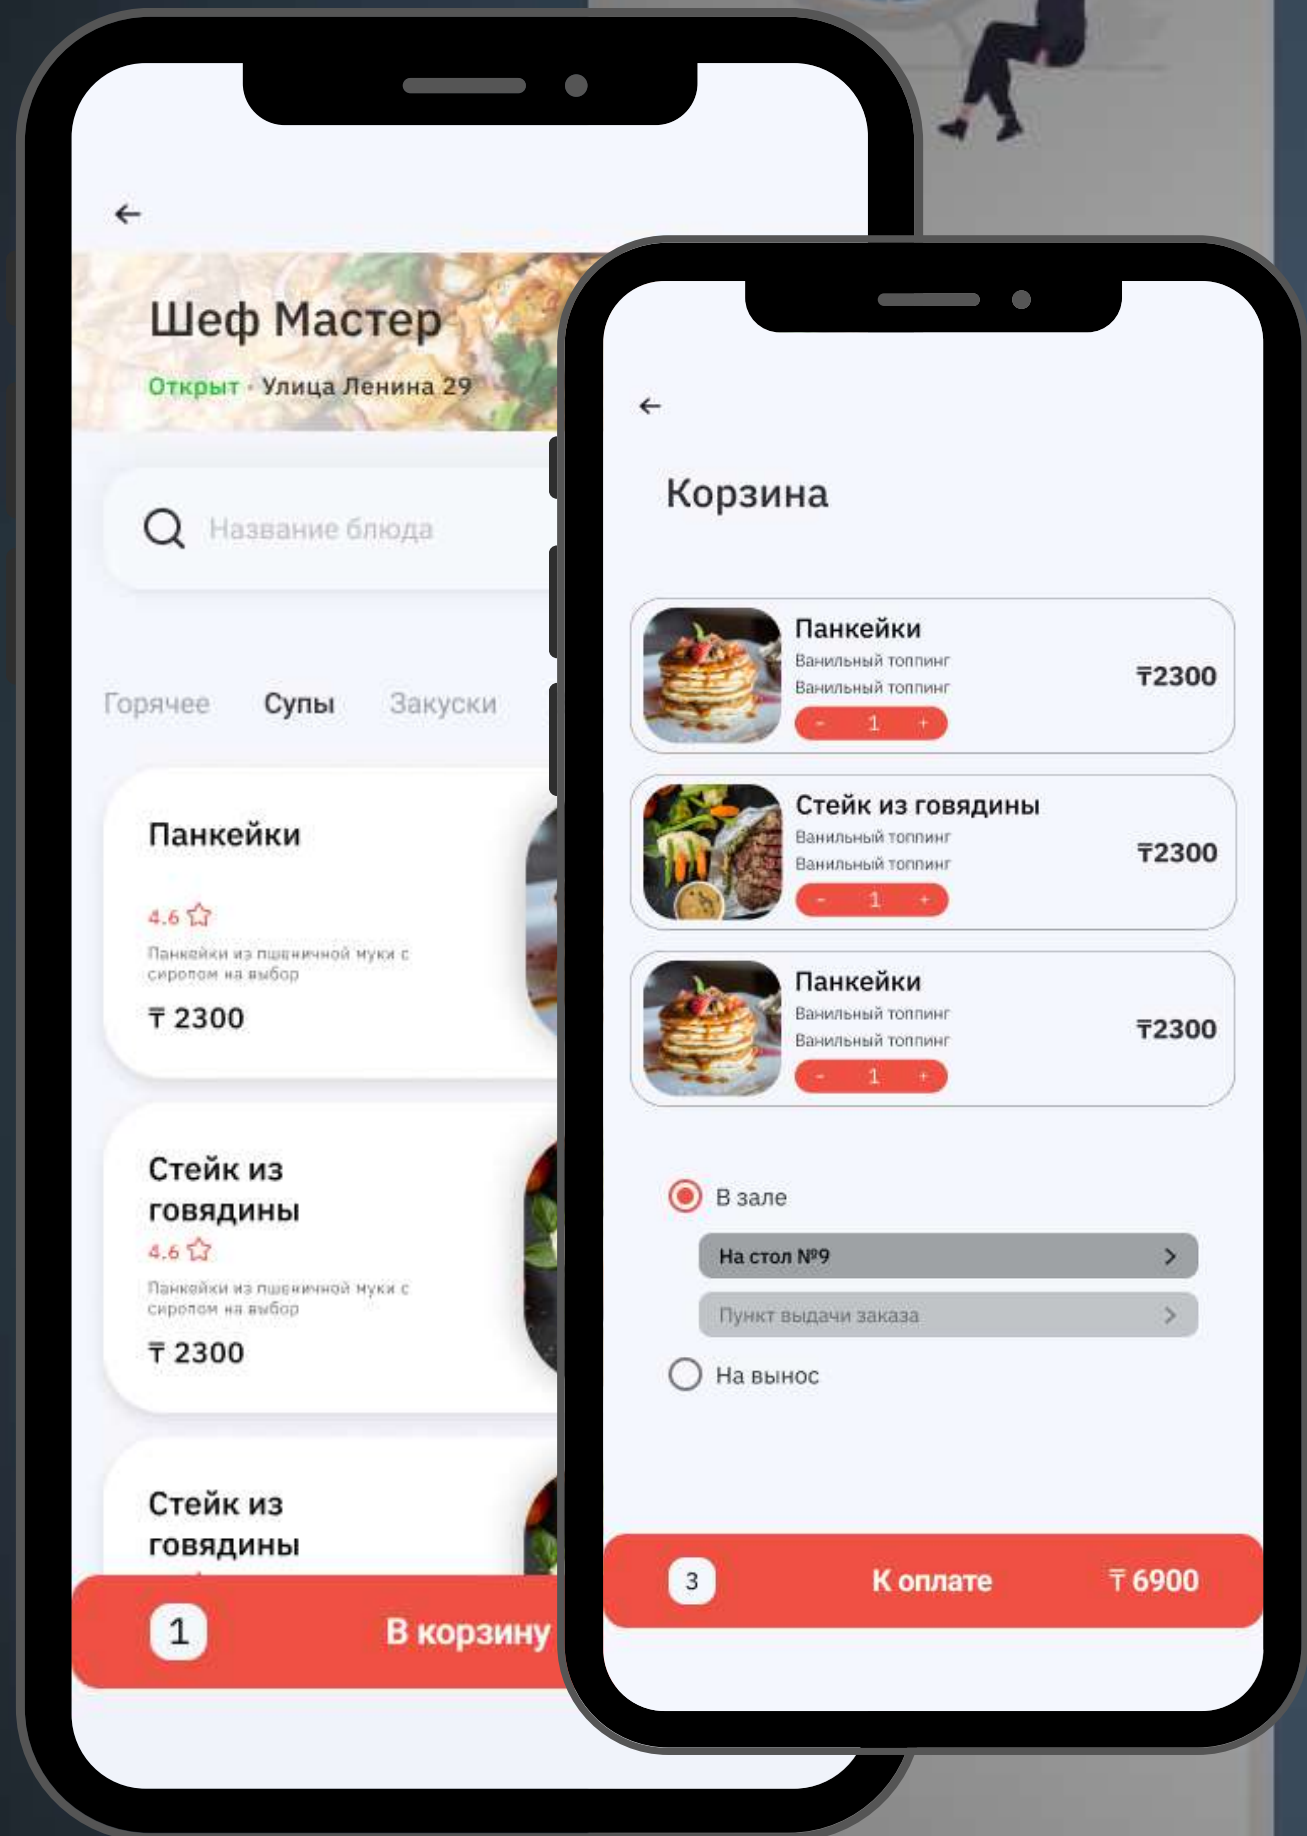 Шеф Мастер
Открыт · Улица Ленина 29
Название блюда
Горячее Супы Закуски
Панкейки
4.6
Панкейки из пшеничной муки с
сиропом на выбор
₸ 2300
Стейк из
говядины
4.6
Панкейки из пшеничной муки с
сиропом на выбор
₸ 2300
Стейк из
говядины
1 В корзину
Корзина
Панкейки
Ванильный топпинг
Ванильный топпинг
₸2300
- 1 +
Стейк из говядины
Ванильный топпинг
Ванильный топпинг
₸2300
- 1 +
Панкейки
Ванильный топпинг
Ванильный топпинг
₸2300
- 1 +
В зале
На стол №9
Пункт выдачи заказа
На вынос
3 К оплате ₸ 6900